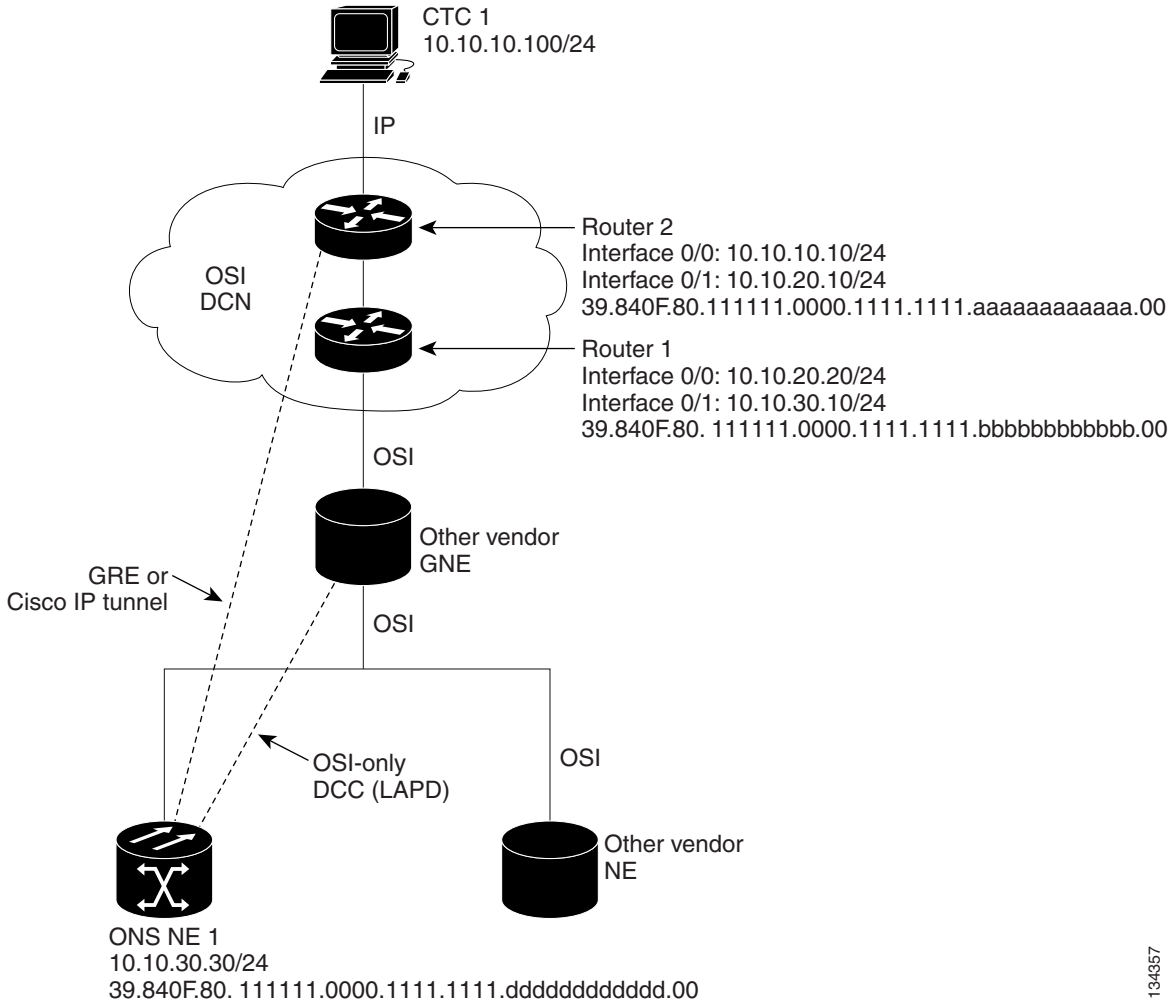 CTC 1
10.10.10.100/24
IP
Router 2
Interface 0/0: 10.10.10.10/24
Interface 0/1: 10.10.20.10/24
39.840F.80.111111.0000.1111.1111.aaaaaaaaaaaa.00
OSI
DCN
Router 1
Interface 0/0: 10.10.20.20/24
Interface 0/1: 10.10.30.10/24
39.840F.80. 111111.0000.1111.1111.bbbbbbbbbbbb.00
OSI
Other vendor
GNE
GRE or
Cisco IP tunnel
OSI
OSI-only
DCC (LAPD)
OSI
Other vendor
NE
ONS NE 1
10.10.30.30/24
39.840F.80. 111111.0000.1111.1111.dddddddddddd.00
134357